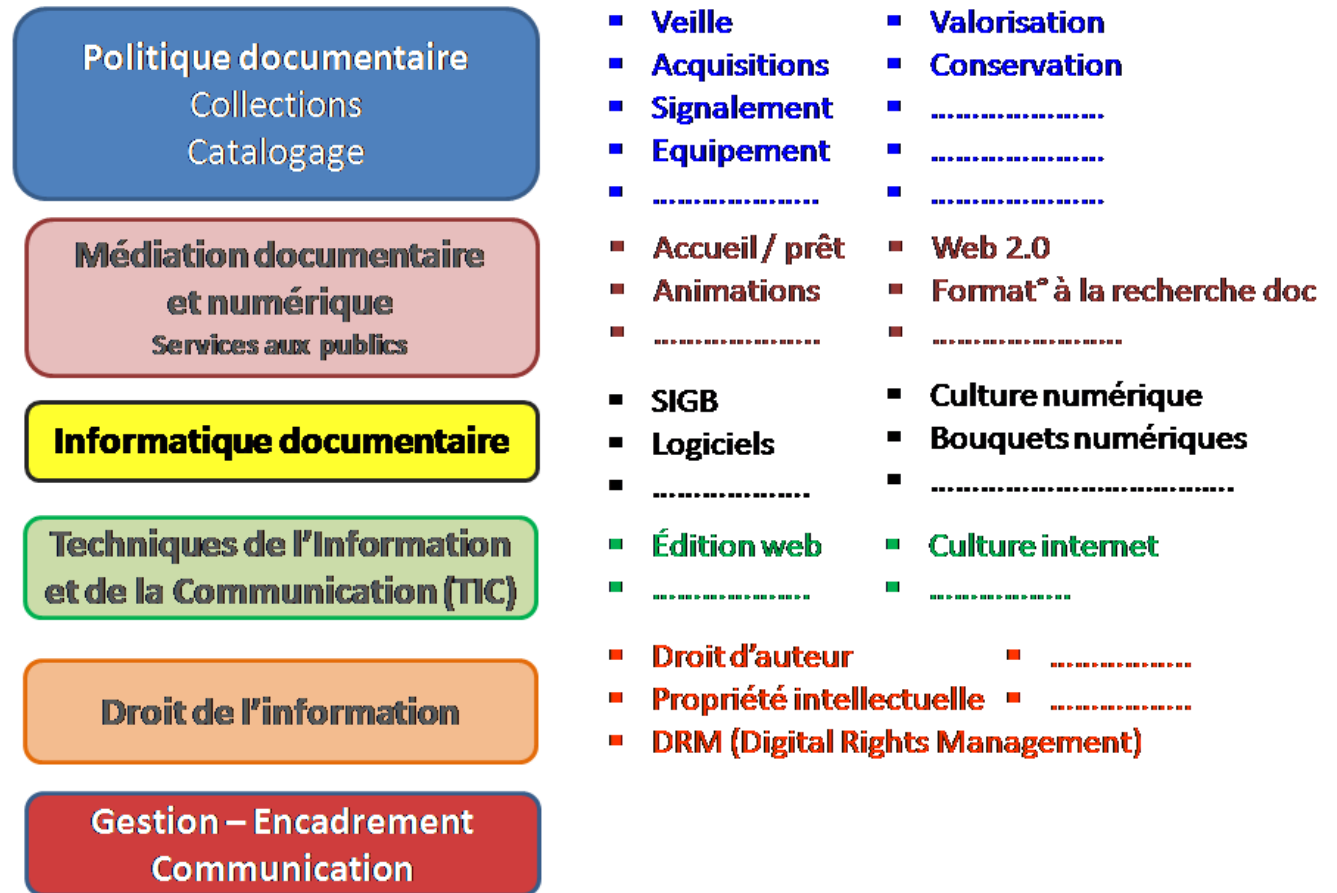 Politique documentaire
Collections
Catalogage
▪ Veille
▪ Acquisitions
▪ Signalement
▪ Equipement
▪ .....................
▪ Valorisation
▪ Conservation
▪ .....................
▪ .....................
▪ .....................
Médiation documentaire
et numérique
Services aux publics
▪ Accueil / prêt
▪ Animations
▪ .....................
▪ Web 2.0
▪ Format° à la recherche doc
▪ .......................
Informatique documentaire
▪ SIGB
▪ Logiciels
▪ ...................
▪ Culture numérique
▪ Bouquets numériques
▪ .....................................
Techniques de l’Information
et de la Communication (TIC)
▪ Édition web
▪ ...................
▪ Culture internet
▪ .................
Droit de l’information
▪ Droit d’auteur
▪ Propriété intellectuelle
▪ DRM (Digital Rights Management)
▪ .................
▪ .................
Gestion – Encadrement
Communication